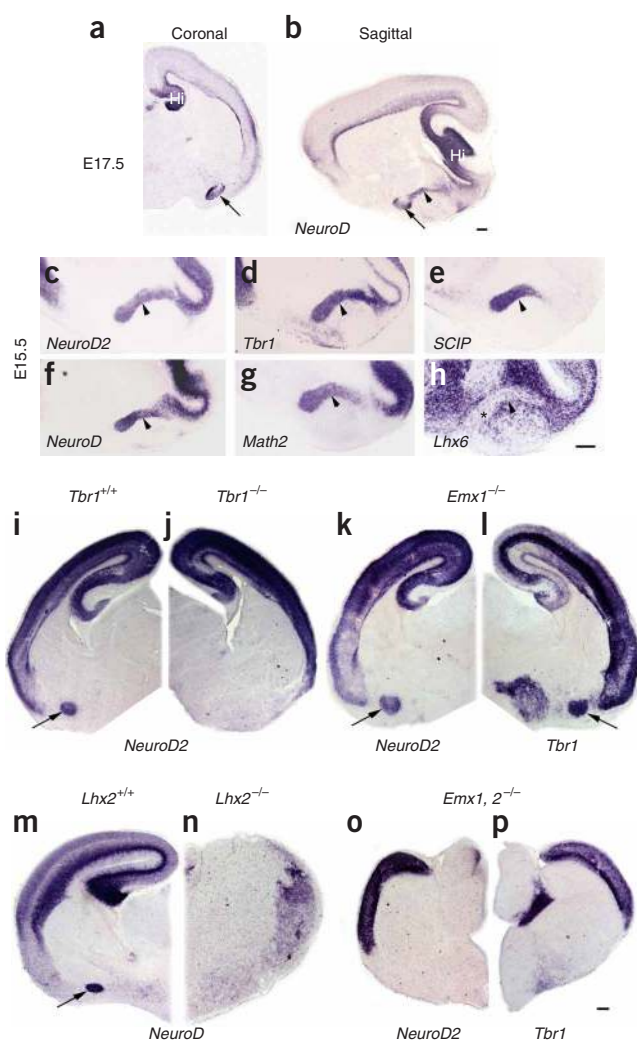 a Coronal b Sagittal
Hi
Hi
E17.5
NeuroD
c d e
NeuroD2 Tbr1 SCIP
E15.5
f g h
*
NeuroD Math2 Lhx6
Tbr1+/+ Tbr1–/– Emx1–/–
i j k l
NeuroD2 NeuroD2 Tbr1
Lhx2+/+ Lhx2–/– Emx1, 2–/–
m n o p
NeuroD NeuroD2 Tbr1